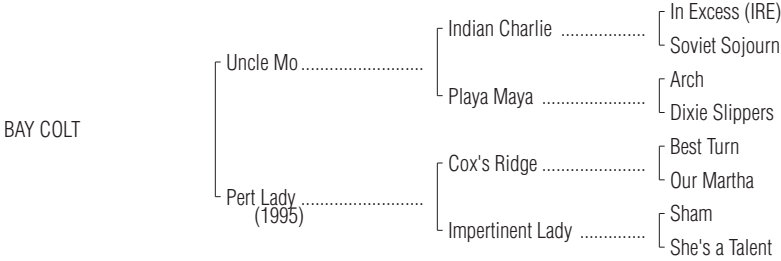 In Excess (IRE)
Indian Charlie ...................
Soviet Sojourn
Uncle Mo ...........................
Arch
Playa Maya .......................
Dixie Slippers
BAY COLT
Best Turn
Cox's Ridge .......................
Our Martha
Pert Lady ...........................
(1995)
Sham
Impertinent Lady ..............
She's a Talent